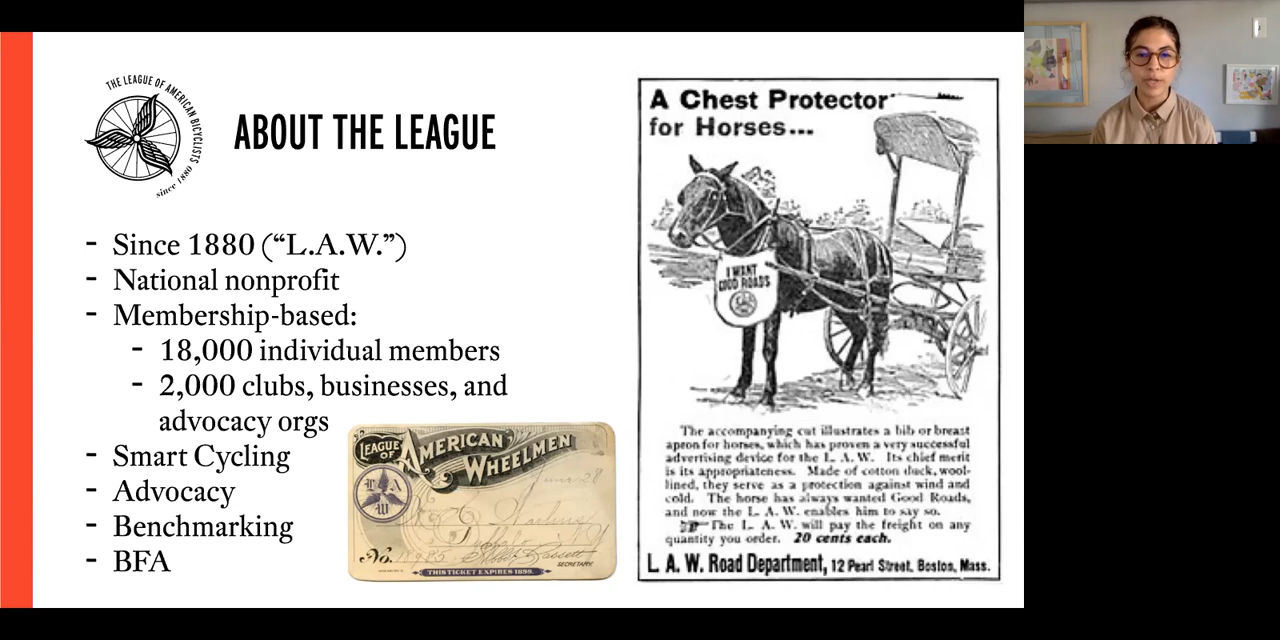 THE LEAGUE OF AMERICAN BICYCLISTS
since 1880
ABOUT THE LEAGUE
- Since 1880 (“L.A.W.”)
- National nonprofit
- Membership-based:
- 18,000 individual members
- 2,000 clubs, businesses, and
advocacy orgs
- Smart Cycling
- Advocacy
- Benchmarking
- BFA
LEAGUE
OF AMERICAN
WHEELMEN
L A
W
June 28
No.
SECRETARY.
THIS TICKET EXPIRES 1899.
A Chest Protector
for Horses...
I WANT
GOOD ROADS
The accompanying cut illustrates a bib or breast
apron for horses, which has proven a very successful
advertising device for the L. A. W. Its chief merit
is its appropriateness. Made of cotton duck, wool-
lined, they serve as a protection against wind and
cold. The horse has always wanted Good Roads,
and now the L. A. W. enables him to say so.
The L. A. W. will pay the freight on any
quantity you order. 20 cents each.
L. A. W. Road Department, 12 Pearl Street, Boston, Mass.